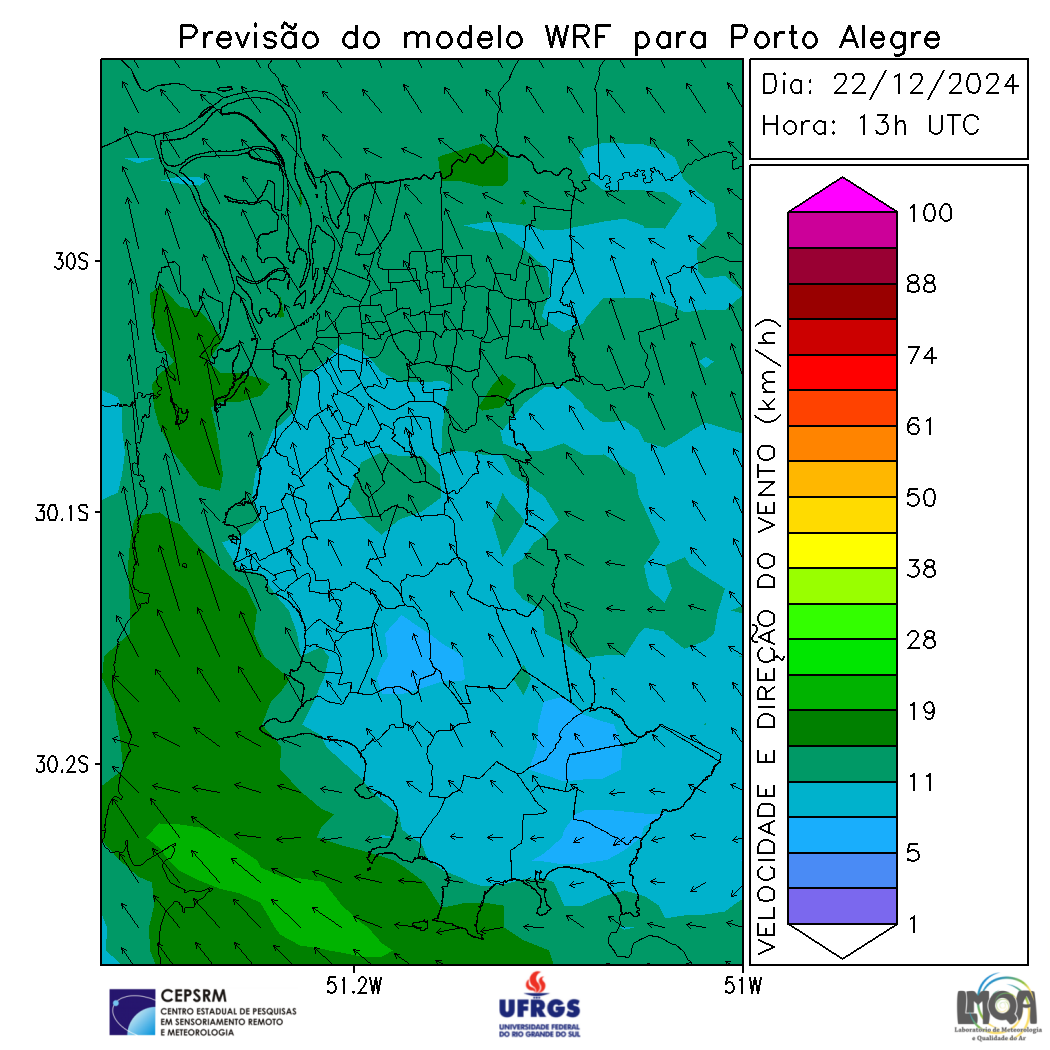 Previsão do modelo WRF para Porto Alegre
Dia: 22/12/2024
Hora: 13h UTC
30S
30.1S
30.2S
51.2W
51W
VELOCIDADE E DIREÇÃO DO VENTO (km/h)
100
88
74
61
50
38
28
19
11
5
1
CEPSRM
CENTRO ESTADUAL DE PESQUISAS
EM SENSORIAMENTO REMOTO
E METEOROLOGIA
UFRGS
UNIVERSIDADE FEDERAL
DO RIO GRANDE DO SUL
LMQA
Laboratório de Meteorologia
e Qualidade do Ar